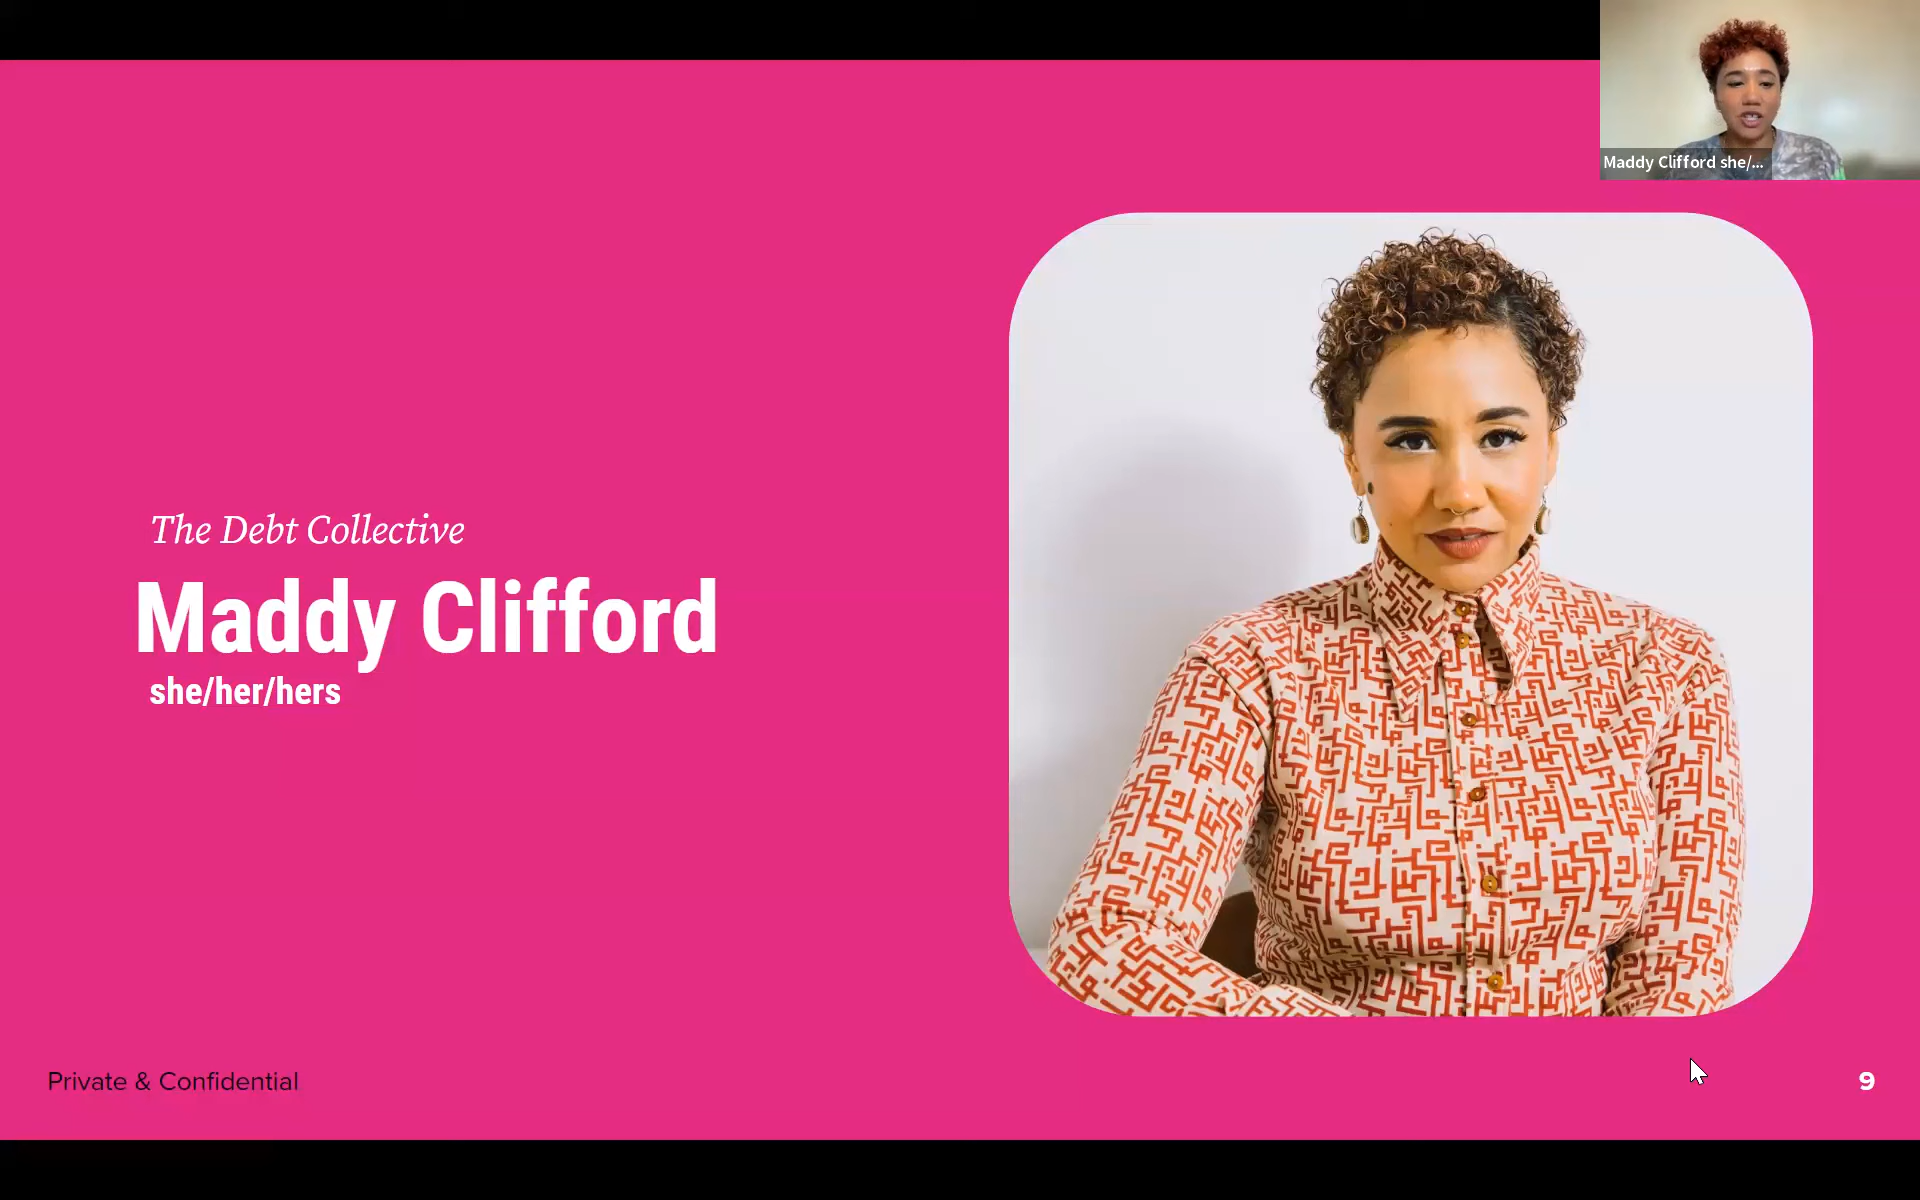 Maddy Clifford she/...
The Debt Collective
Maddy Clifford
she/her/hers
Private & Confidential
9